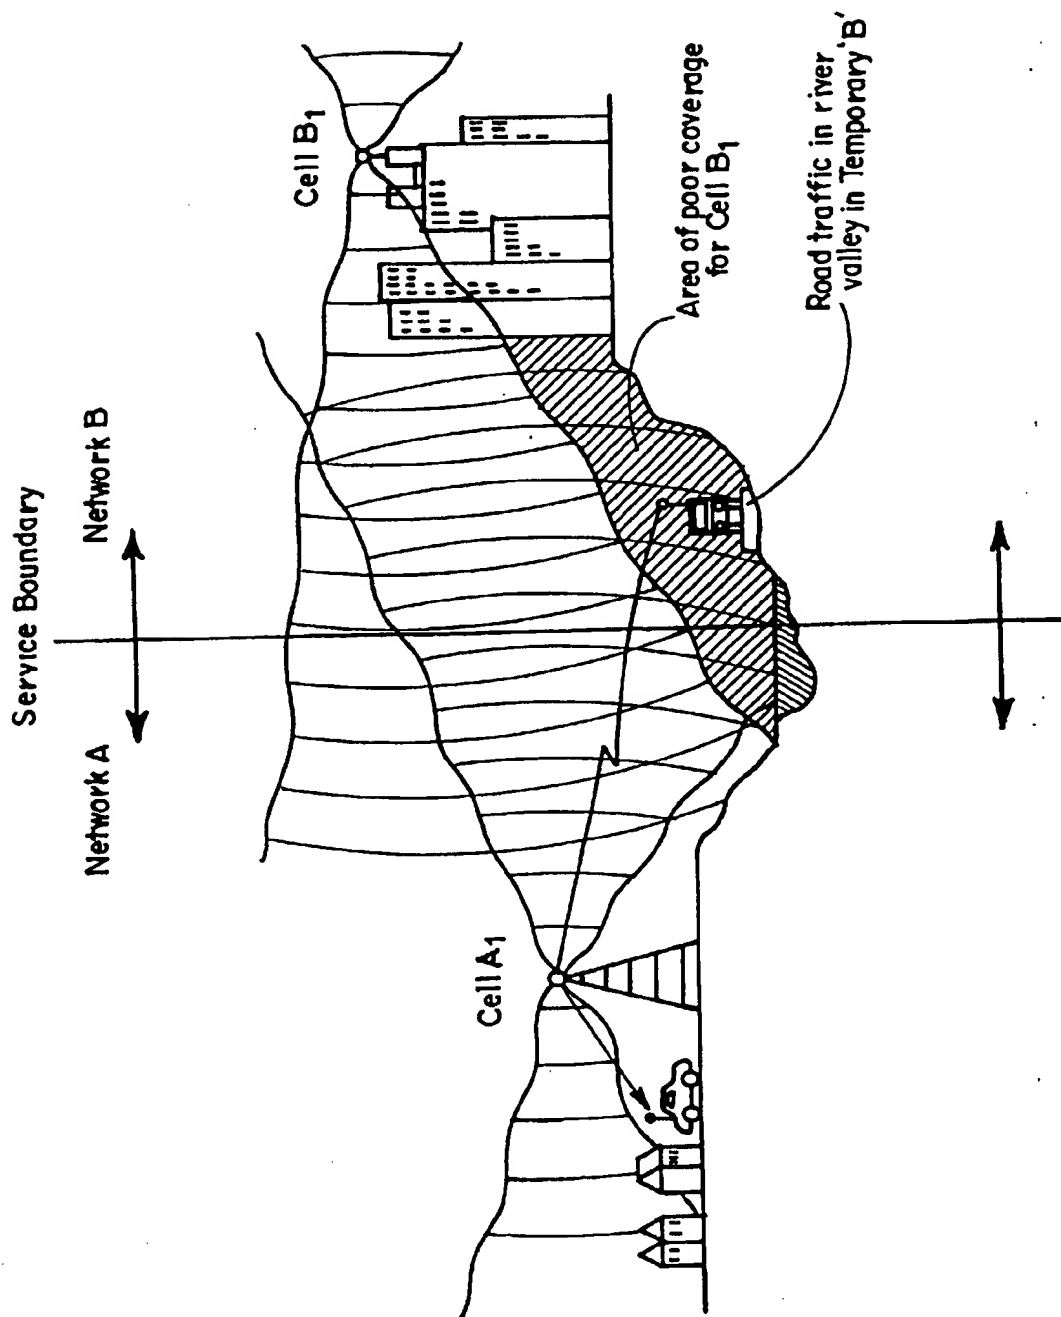 Service Boundary
Network A
Network B
Cell A1
Cell B1
Area of poor coverage
for Cell B1
Road traffic in river
valley in Temporary 'B'